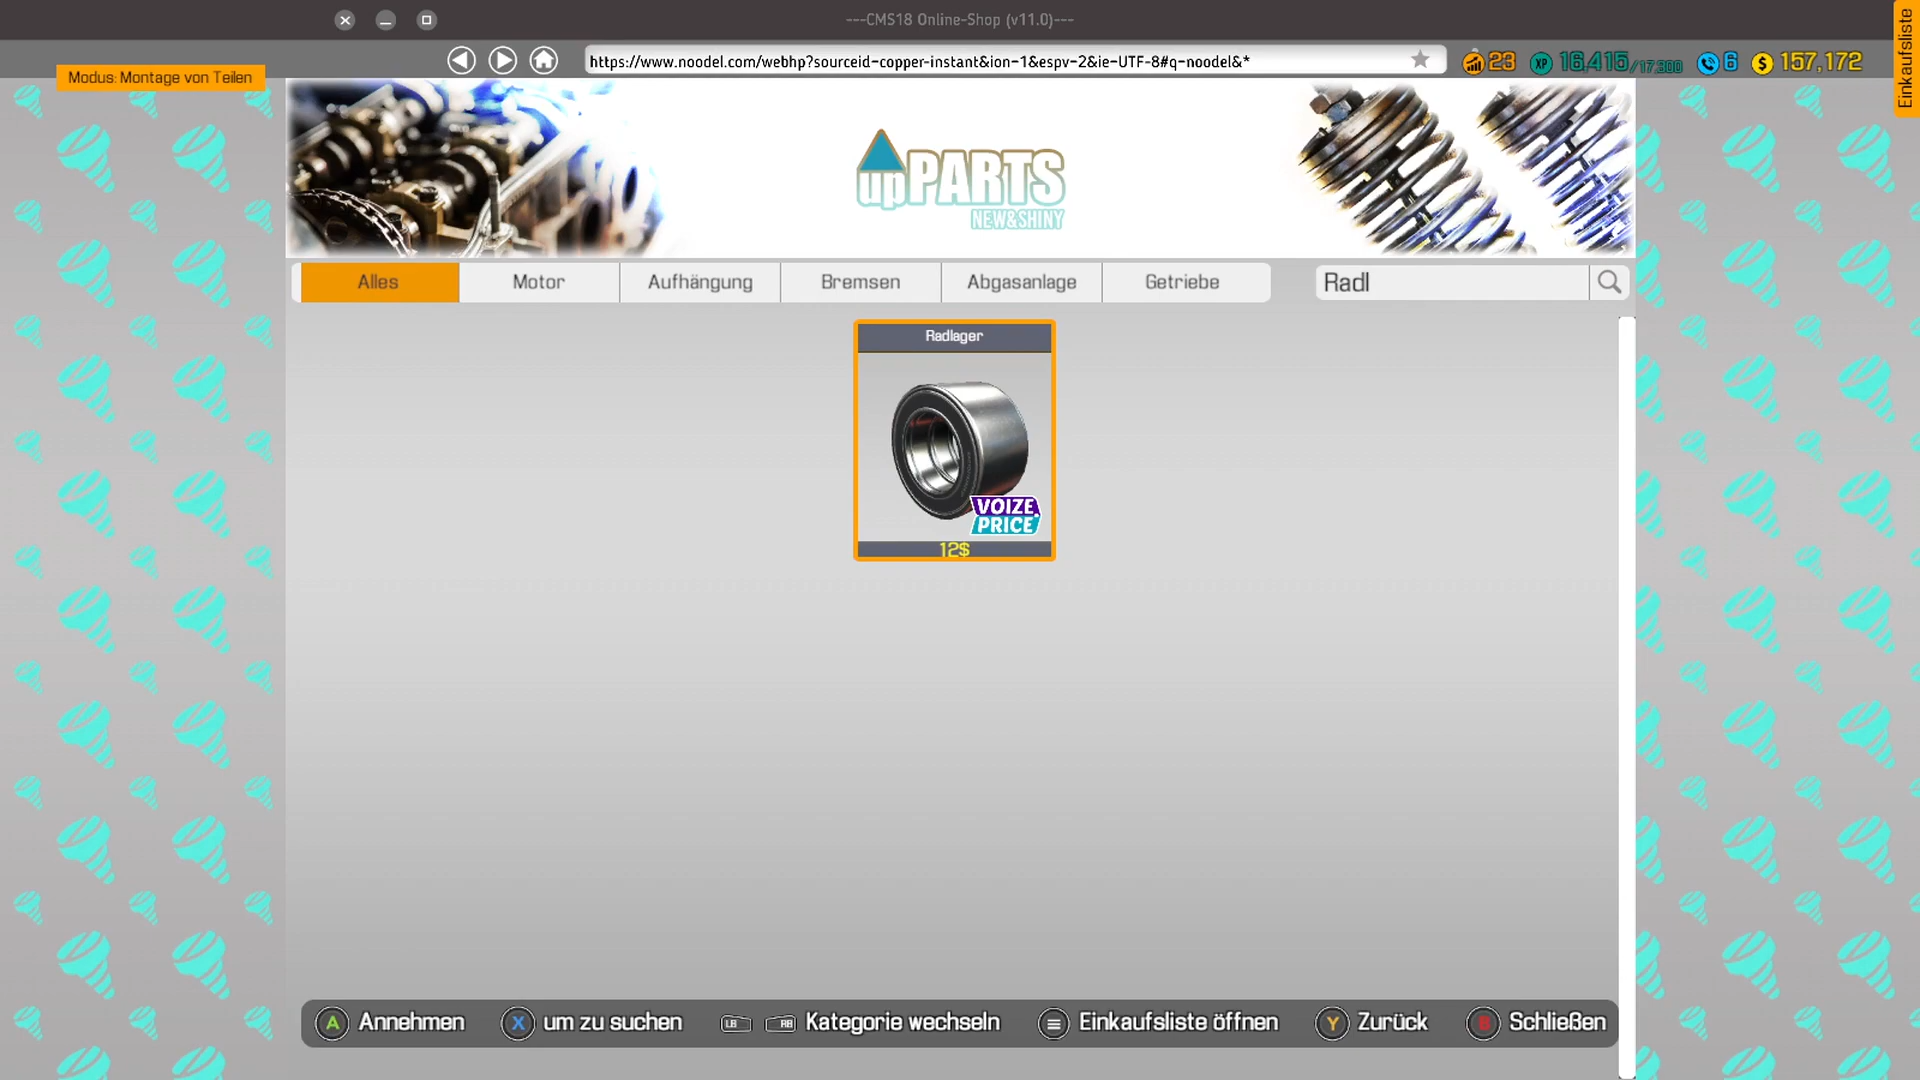 ---CMS18 Online-Shop (v11.0)---
https://www.noodel.com/webhp?sourceid-copper-instant&ion-1&espv-2&ie-UTF-8#q-noodel&*
23
XP 16,415/17,300
6
$ 157,172
Einkaufsliste
Modus: Montage von Teilen
upPARTS
NEW&SHINY
Alles
Motor
Aufhängung
Bremsen
Abgasanlage
Getriebe
Radl
Radlager
VOIZE
PRICE
12$
A Annehmen
X um zu suchen
LB RB Kategorie wechseln
Einkaufsliste öffnen
Y Zurück
B Schließen